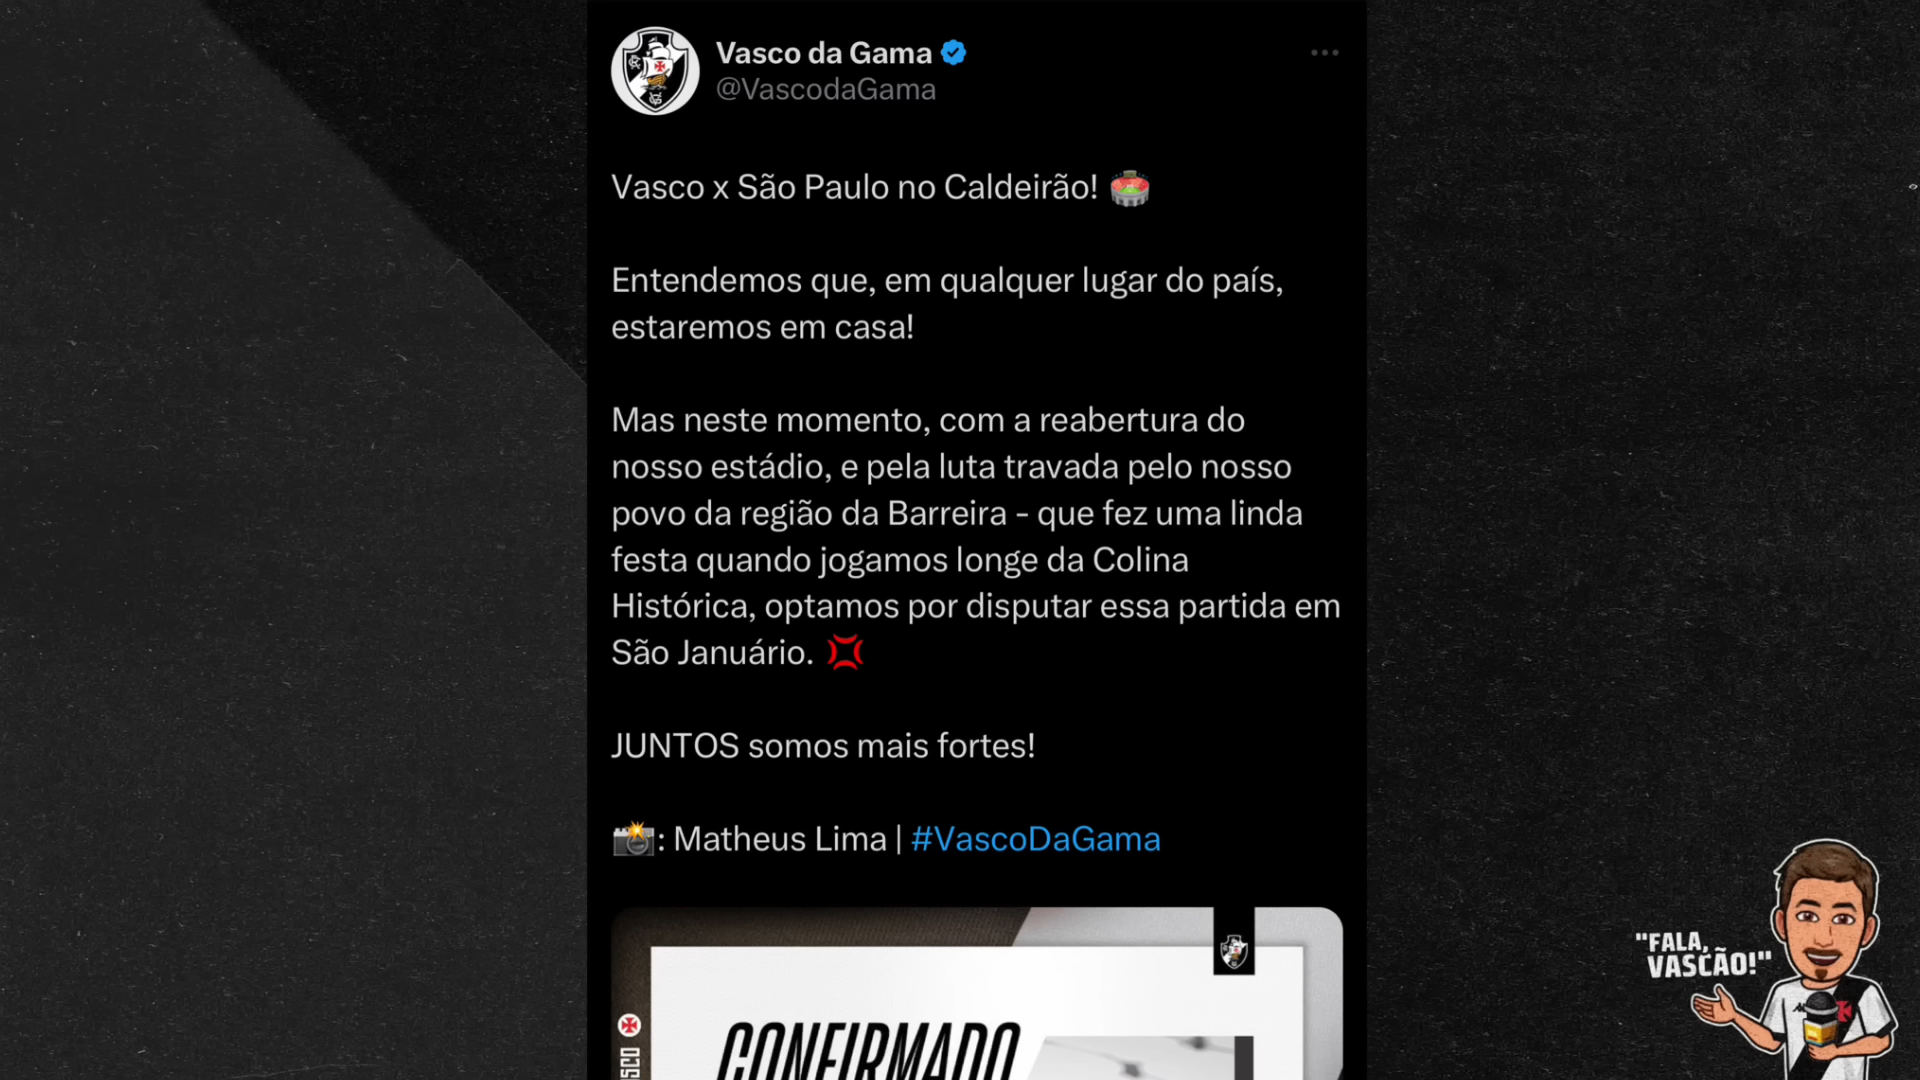 Vasco da Gama
@VascodaGama
Vasco x São Paulo no Caldeirão!
Entendemos que, em qualquer lugar do país,
estaremos em casa!
Mas neste momento, com a reabertura do
nosso estádio, e pela luta travada pelo nosso
povo da região da Barreira - que fez uma linda
festa quando jogamos longe da Colina
Histórica, optamos por disputar essa partida em
São Januário.
JUNTOS somos mais fortes!
: Matheus Lima | #VascoDaGama
CONFIRMADO
"FALA,
VASCÃO!"